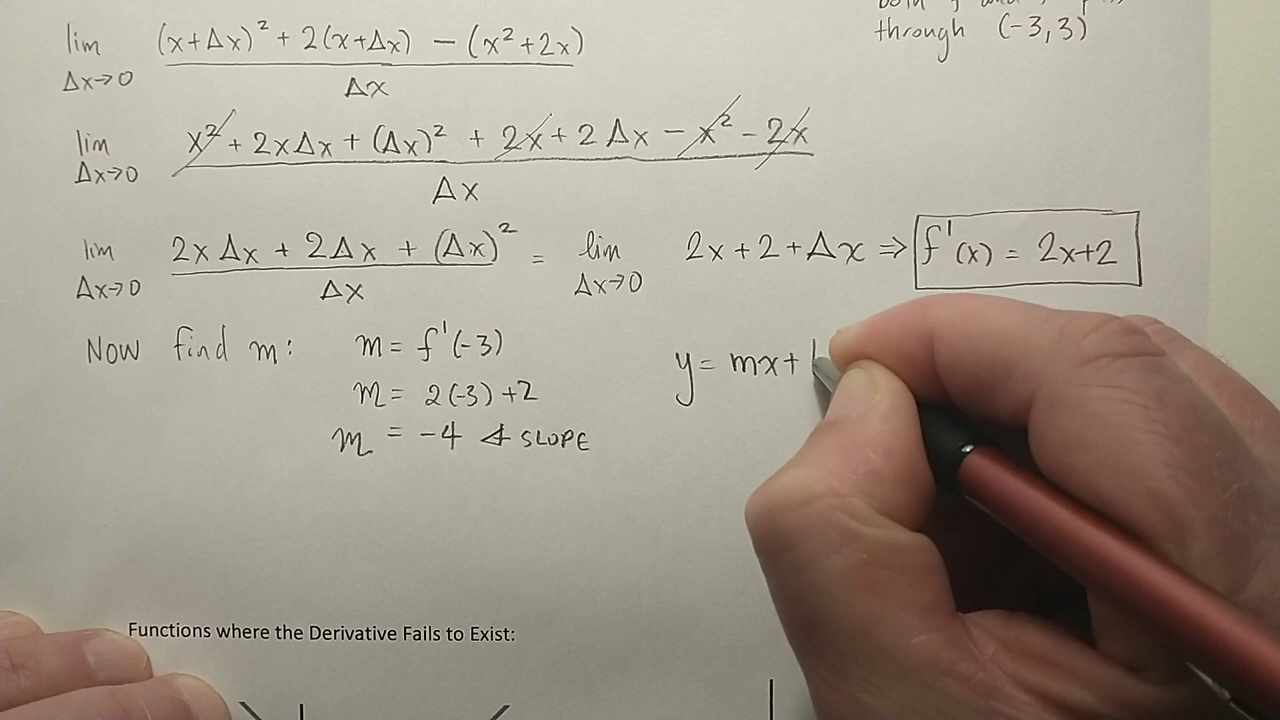 lim Δx→0 (x+Δx)² + 2(x+Δx) − (x²+2x) / Δx
through (-3,3)
lim Δx→0 x² + 2xΔx + (Δx)² + 2x + 2Δx − x² − 2x / Δx
lim Δx→0 2xΔx + 2Δx + (Δx)² / Δx = lim Δx→0 2x+2+Δx ⇒ f'(x) = 2x+2
Now find m: m = f'(-3)
m = 2(-3)+2
m = -4 ∢ SLOPE
y = mx +
Functions where the Derivative Fails to Exist: